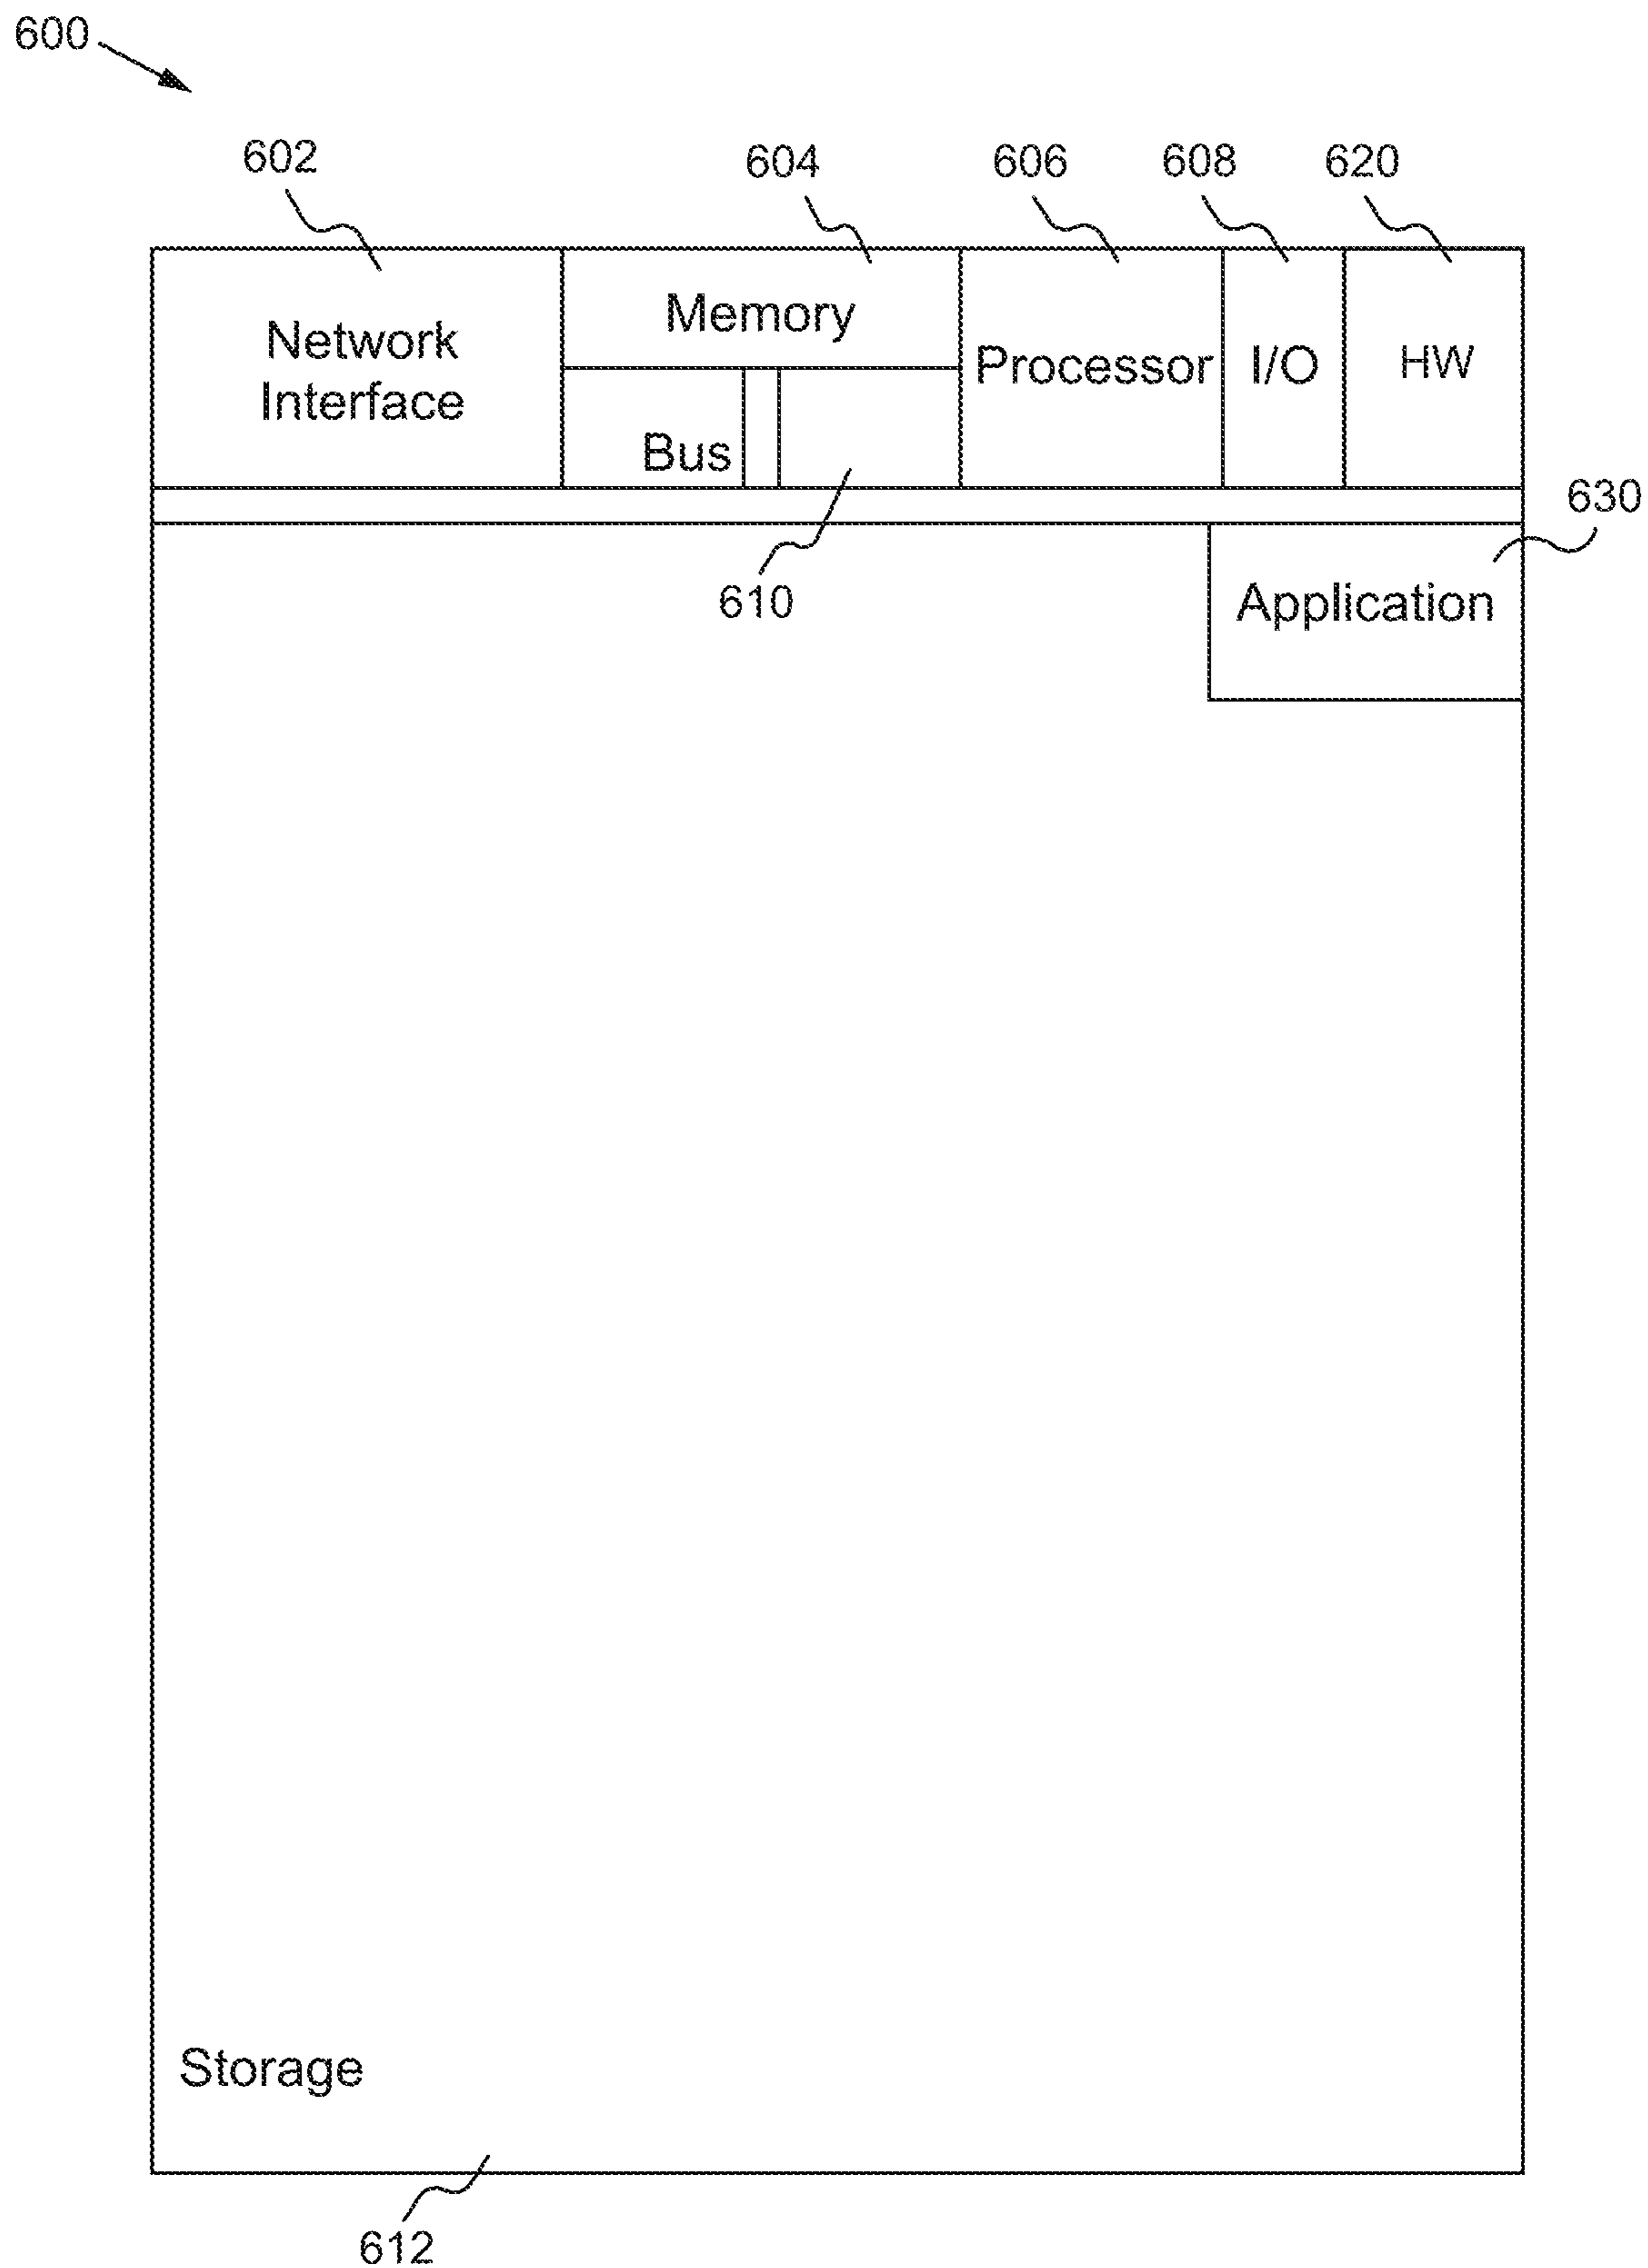 600
602
604
606
608
620
Network
Interface
Memory
Bus
Processor
I/O
HW
610
630
Application
Storage
612